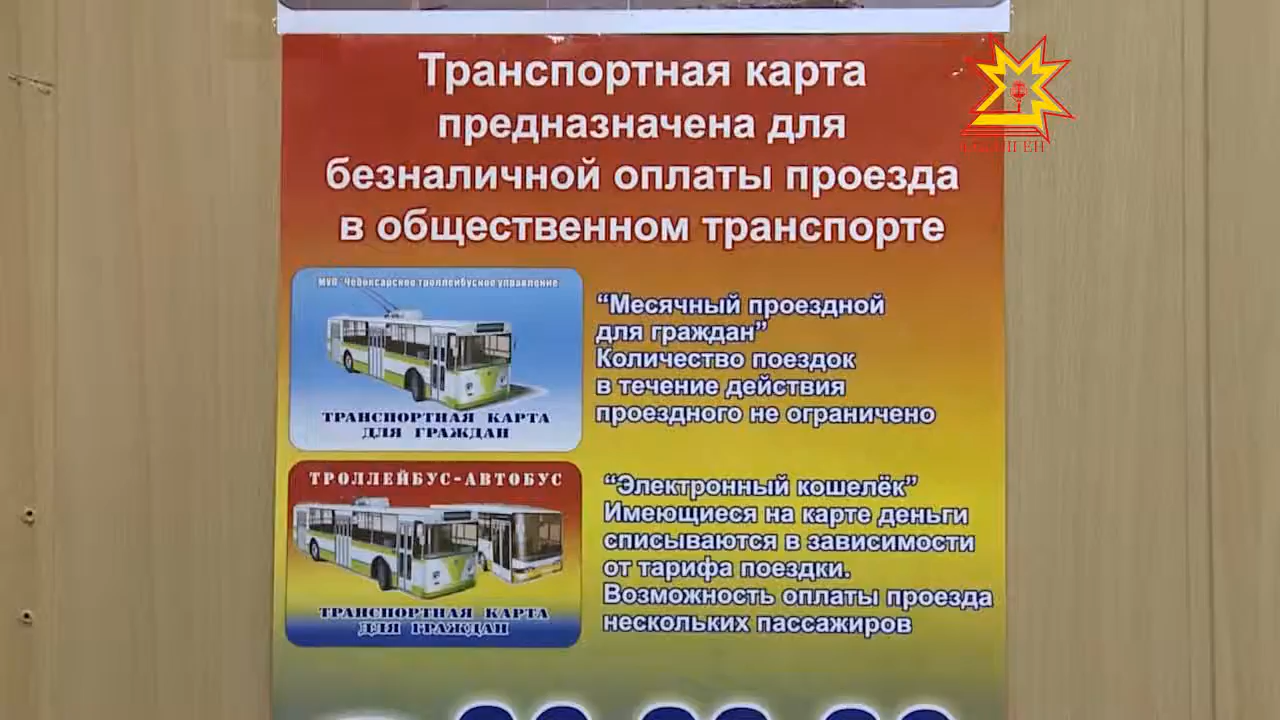 Транспортная карта
предназначена для
безналичной оплаты проезда
в общественном транспорте
МУП "Чебоксарское троллейбусное управление"
ТРАНСПОРТНАЯ КАРТА
ДЛЯ ГРАЖДАН
“Месячный проездной
для граждан”
Количество поездок
в течение действия
проездного не ограничено
ТРОЛЛЕЙБУС-АВТОБУС
ТРАНСПОРТНАЯ КАРТА
ДЛЯ ГРАЖДАН
“Электронный кошелёк”
Имеющиеся на карте деньги
списываются в зависимости
от тарифа поездки.
Возможность оплаты проезда
нескольких пассажиров